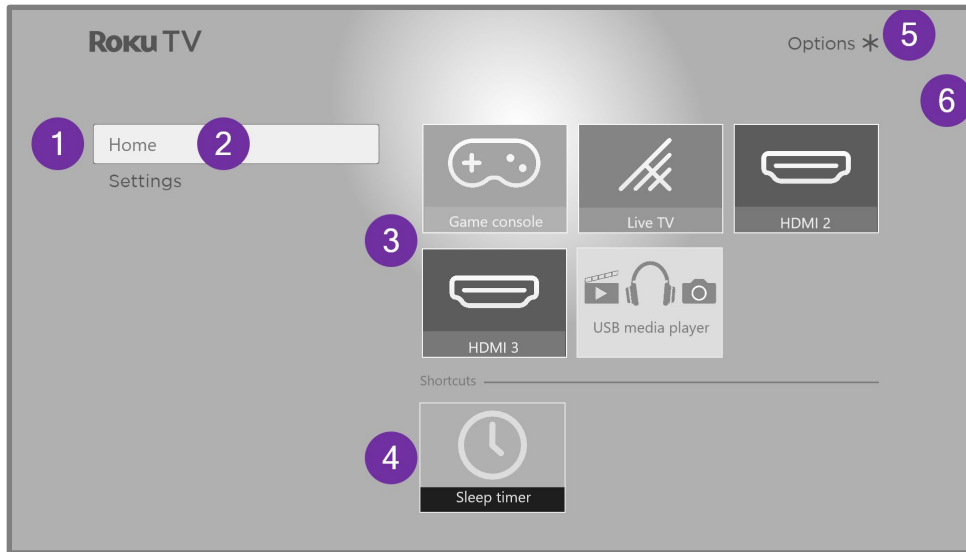 Roku TV
Options *
5
6
1
Home
2
Settings
3
Game console
Live TV
HDMI 2
HDMI 3
USB media player
Shortcuts
4
Sleep timer